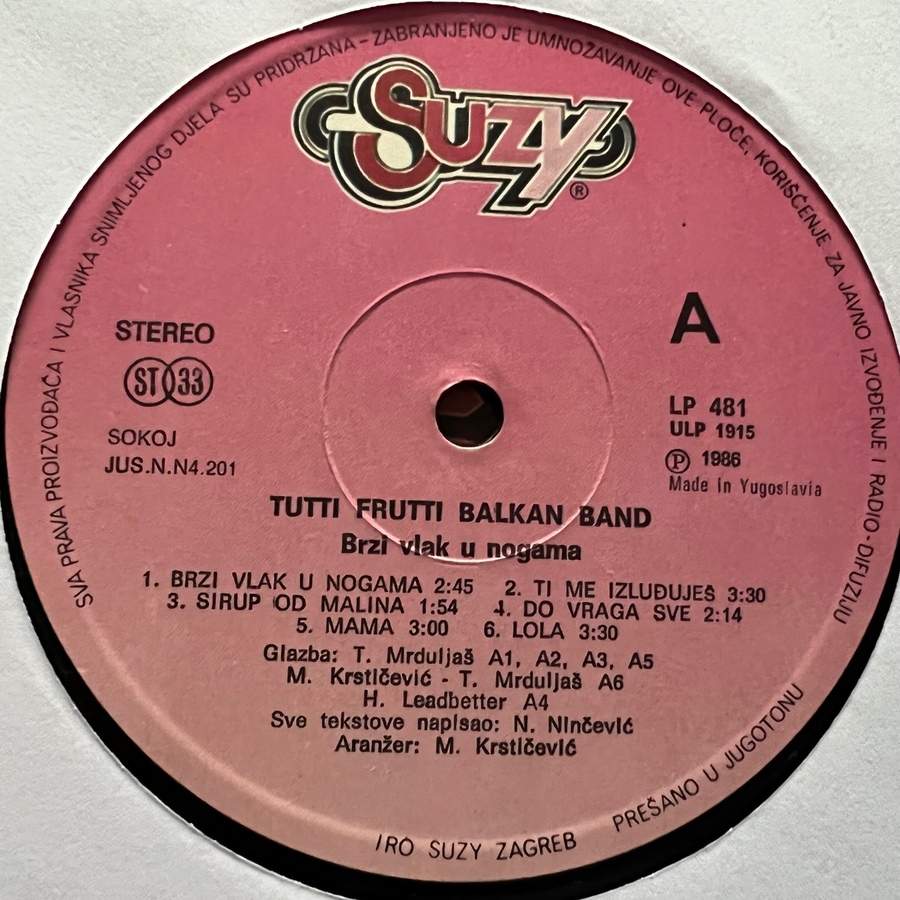 SVA PRAVA PROIZVOĐAČA I VLASNIKA SNIMLJENOG DJELA SU PRIDRŽANA - ZABRANJENO JE UMNOŽAVANJE OVE PLOČE, KORIŠĆENJE ZA JAVNO IZVOĐENJE I RADIO-DIFUZIJU
SUZY®
STEREO
ST 33
SOKOJ
JUS.N.N4.201
A
LP 481
ULP 1915
Ⓟ 1986
Made In Yugoslavia
TUTTI FRUTTI BALKAN BAND
Brzi vlak u nogama
1. BRZI VLAK U NOGAMA 2:45 2. TI ME IZLUĐUJEŠ 3:30
3. SIRUP OD MALINA 1:54 4. DO VRAGA SVE 2:14
5. MAMA 3:00 6. LOLA 3:30
Glazba: T. Mrduljaš A1, A2, A3, A5
M. Krstičević - T. Mrduljaš A6
H. Leadbetter A4
Sve tekstove napisao: N. Ninčević
Aranžer: M. Krstičević
IRO SUZY ZAGREB
PREŠANO U JUGOTONU